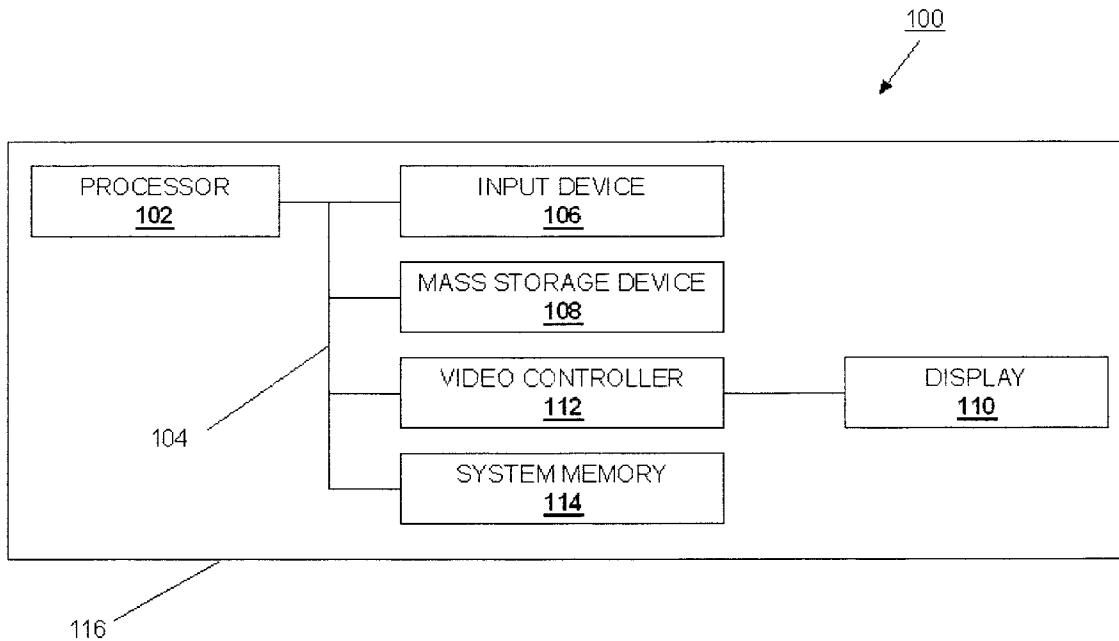 100
PROCESSOR
102
INPUT DEVICE
106
MASS STORAGE DEVICE
108
VIDEO CONTROLLER
112
DISPLAY
110
104
SYSTEM MEMORY
114
116